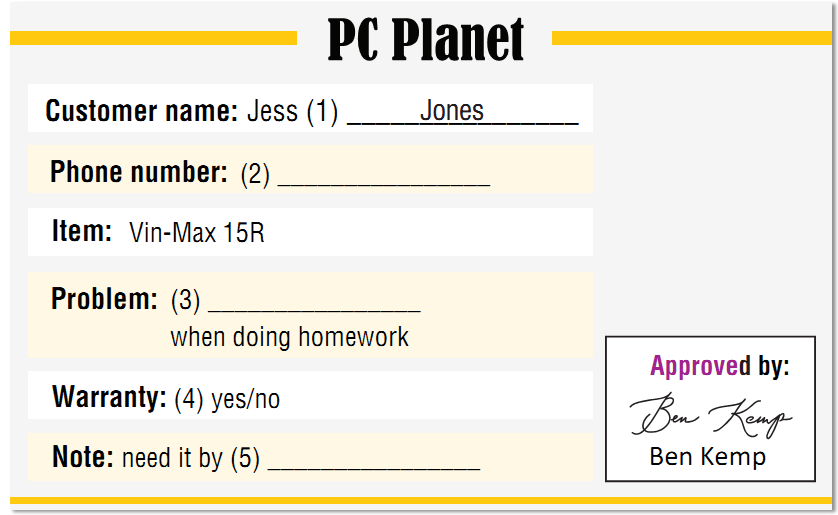 PC Planet
Customer name: Jess (1) ____Jones______
Phone number: (2) ________________
Item: Vin-Max 15R
Problem: (3) ________________
when doing homework
Warranty: (4) yes/no
Note: need it by (5) ________________
Approved by:
Ben Kemp
Ben Kemp